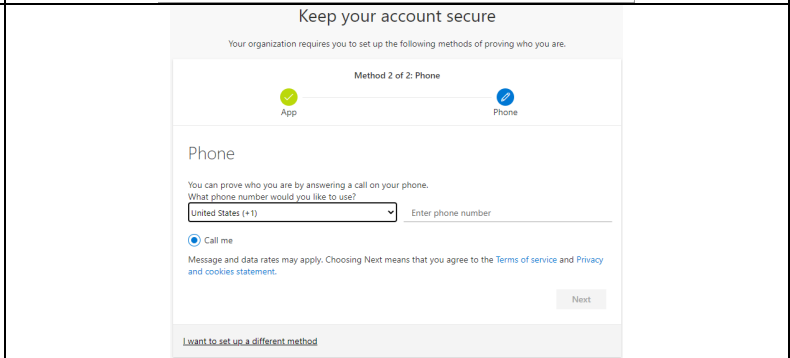 Keep your account secure
Your organization requires you to set up the following methods of proving who you are.
Method 2 of 2: Phone
App
Phone
Phone
You can prove who you are by answering a call on your phone.
What phone number would you like to use?
United States (+1)
Enter phone number
Call me
Message and data rates may apply. Choosing Next means that you agree to the Terms of service and Privacy
and cookies statement.
Next
I want to set up a different method